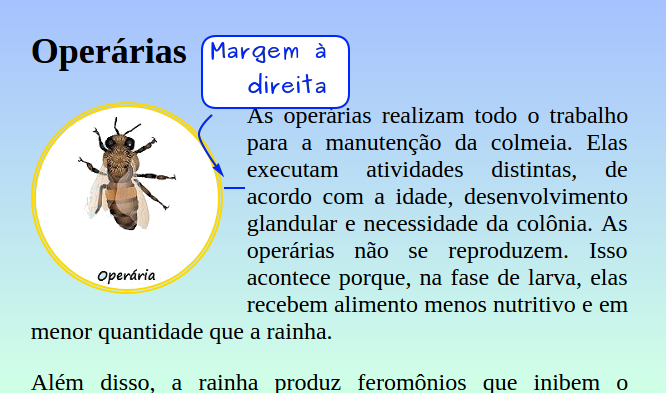 Operárias
Margem à
direita
As operárias realizam todo o trabalho
para a manutenção da colmeia. Elas
executam atividades distintas, de
acordo com a idade, desenvolvimento
glandular e necessidade da colônia. As
operárias não se reproduzem. Isso
acontece porque, na fase de larva, elas
recebem alimento menos nutritivo e em
menor quantidade que a rainha.
Operária
Além disso, a rainha produz feromônios que inibem o